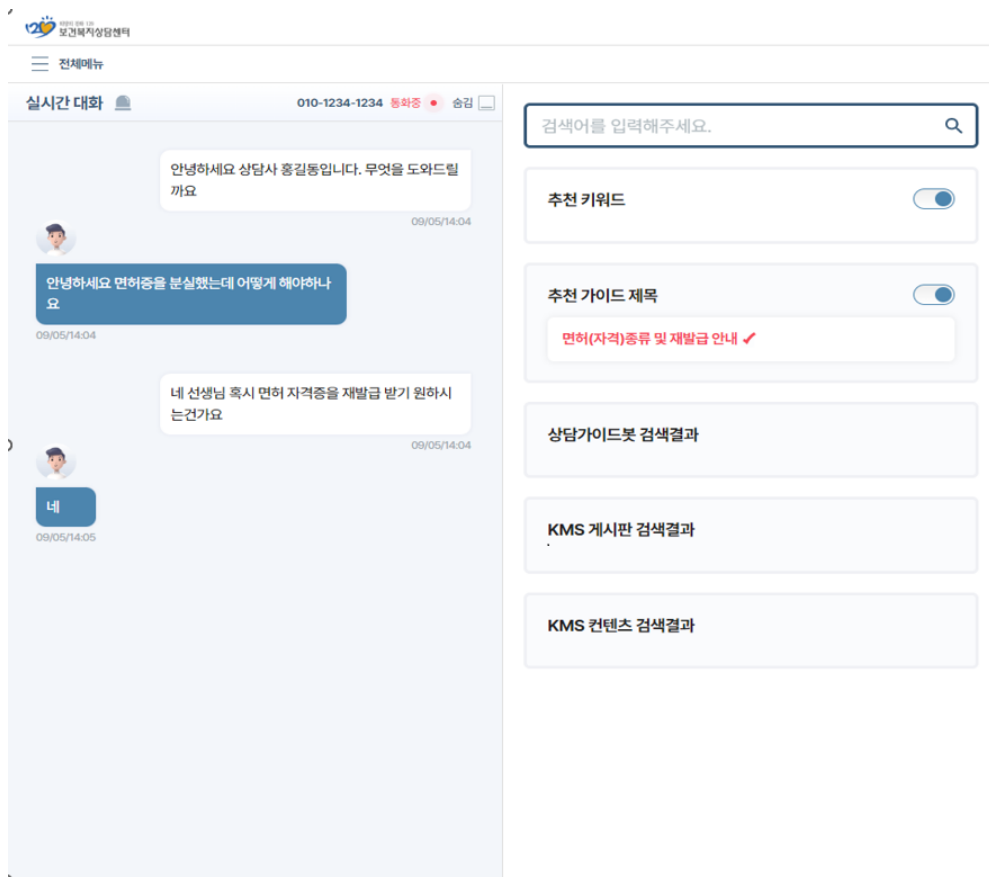 보건복지상담센터
전체메뉴
실시간 대화
010-1234-1234 통화중 숨김
안녕하세요 상담사 홍길동입니다. 무엇을 도와드릴
까요
09/05/14:04
안녕하세요 면허증을 분실했는데 어떻게 해야하나
요
09/05/14:04
네 선생님 혹시 면허 자격증을 재발급 받기 원하시
는건가요
09/05/14:04
네
09/05/14:05
검색어를 입력해주세요.
추천 키워드
추천 가이드 제목
면허(자격)종류 및 재발급 안내
상담가이드봇 검색결과
KMS 게시판 검색결과
KMS 컨텐츠 검색결과